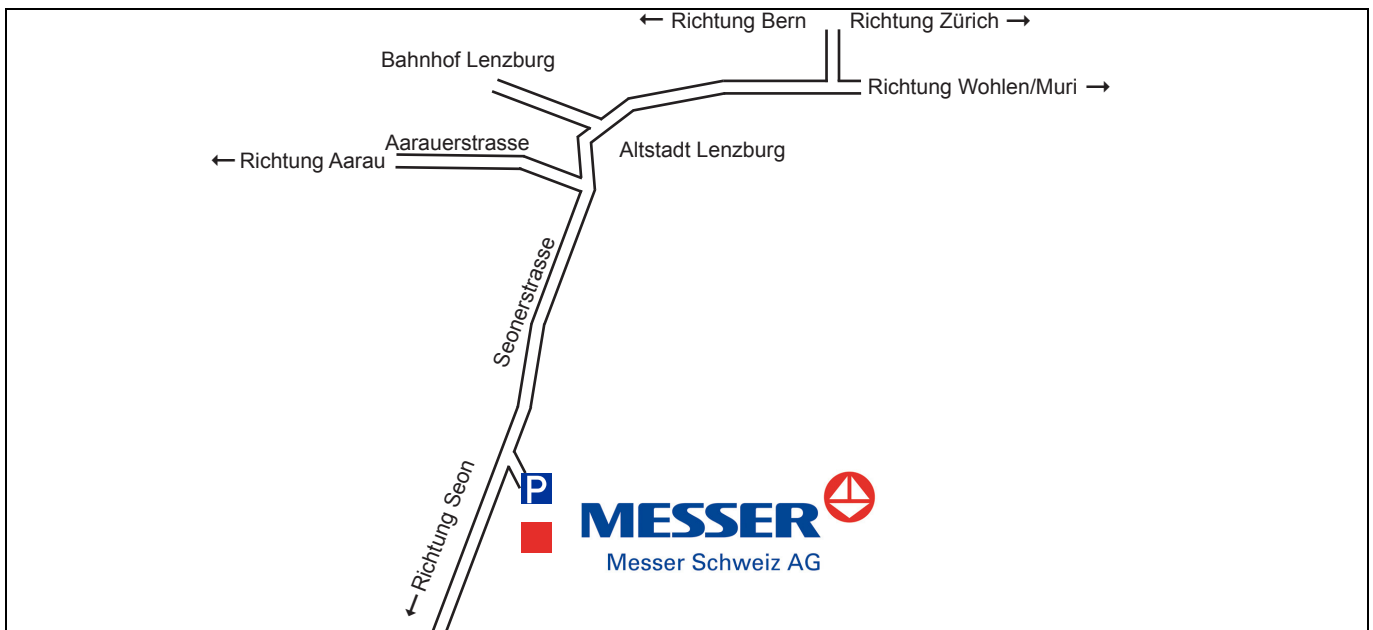 ← Richtung Bern
Richtung Zürich →
Bahnhof Lenzburg
Richtung Wohlen/Muri →
Aarauerstrasse
Altstadt Lenzburg
← Richtung Aarau
Seonerstrasse
← Richtung Seon
P
MESSER
Messer Schweiz AG